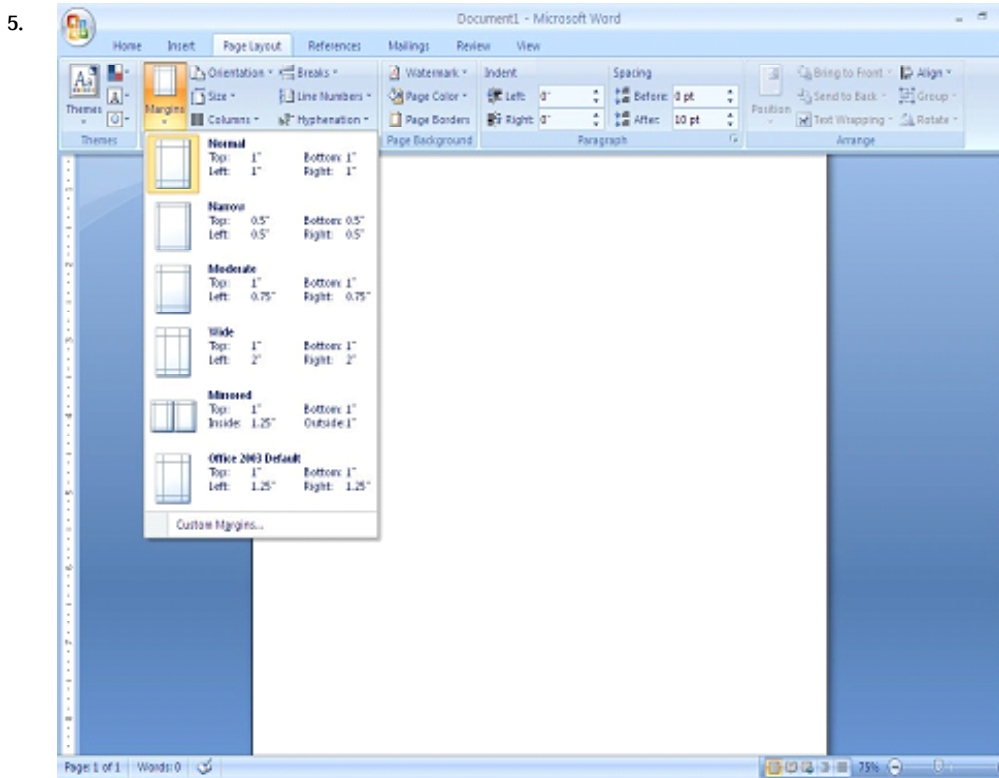 5.
Document1 - Microsoft Word
Home Insert Page Layout References Mailings Review View
Themes Margins Orientation Breaks Watermark Indent Spacing Bring to Front Align
Size Line Numbers Page Color Left: 0" Before: 0 pt Position Send to Back Group
Columns Hyphenation Page Borders Right: 0" After: 10 pt Text Wrapping Rotate
Themes Page Background Paragraph Arrange
Normal
Top: 1" Bottom: 1"
Left: 1" Right: 1"
Narrow
Top: 0.5" Bottom: 0.5"
Left: 0.5" Right: 0.5"
Moderate
Top: 1" Bottom: 1"
Left: 0.75" Right: 0.75"
Wide
Top: 1" Bottom: 1"
Left: 2" Right: 2"
Mirrored
Top: 1" Bottom: 1"
Inside: 1.25" Outside: 1"
Office 2003 Default
Top: 1" Bottom: 1"
Left: 1.25" Right: 1.25"
Custom Margins...
Page: 1 of 1 Words: 0 75%